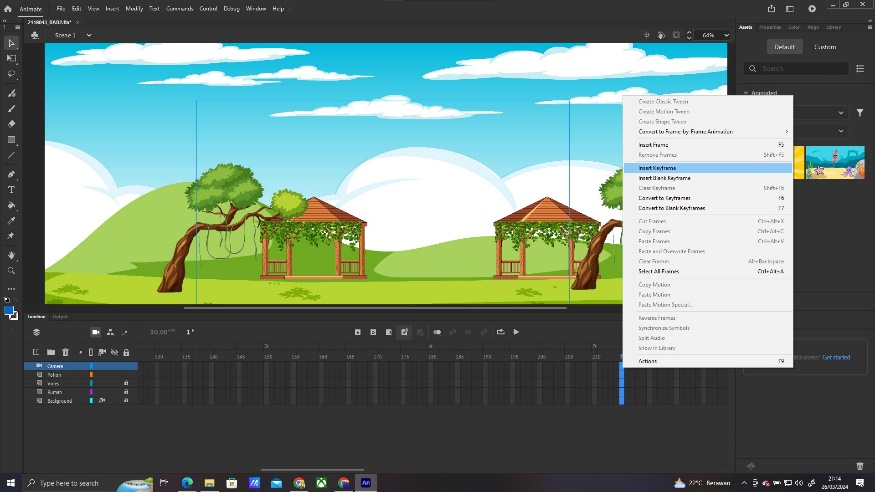 Animate
File Edit View Insert Modify Text Commands Control Debug Window Help
2118043_BAB2.fla* ×
Scene 1
64%
Assets Properties Color Align Library
Default Custom
Search
Animated
Create Classic Tween
Create Motion Tween
Create Shape Tween
Convert to Frame-by-Frame Animation
Insert Frame F5
Remove Frames Shift+F5
Insert Keyframe
Insert Blank Keyframe
Clear Keyframe Shift+F6
Convert to Keyframes F6
Convert to Blank Keyframes F7
Cut Frames Ctrl+Alt+X
Copy Frames Ctrl+Alt+C
Paste Frames Ctrl+Alt+V
Paste and Overwrite Frames
Clear Frames Alt+Backspace
Select All Frames Ctrl+Alt+A
Copy Motion
Paste Motion
Paste Motion Special...
Reverse Frames
Synchronize Symbols
Split Audio
Show in Library
Actions F9
Get started
Timeline Output
30,00 FPS 1 F
5s 6s 7s
130 135 140 145 150 155 160 165 170 175 180 185 190 195 200 205 210
Camera
Pohon
Vines
Rumah
Background
Type here to search
22°C Berawan
21:14
26/03/2024